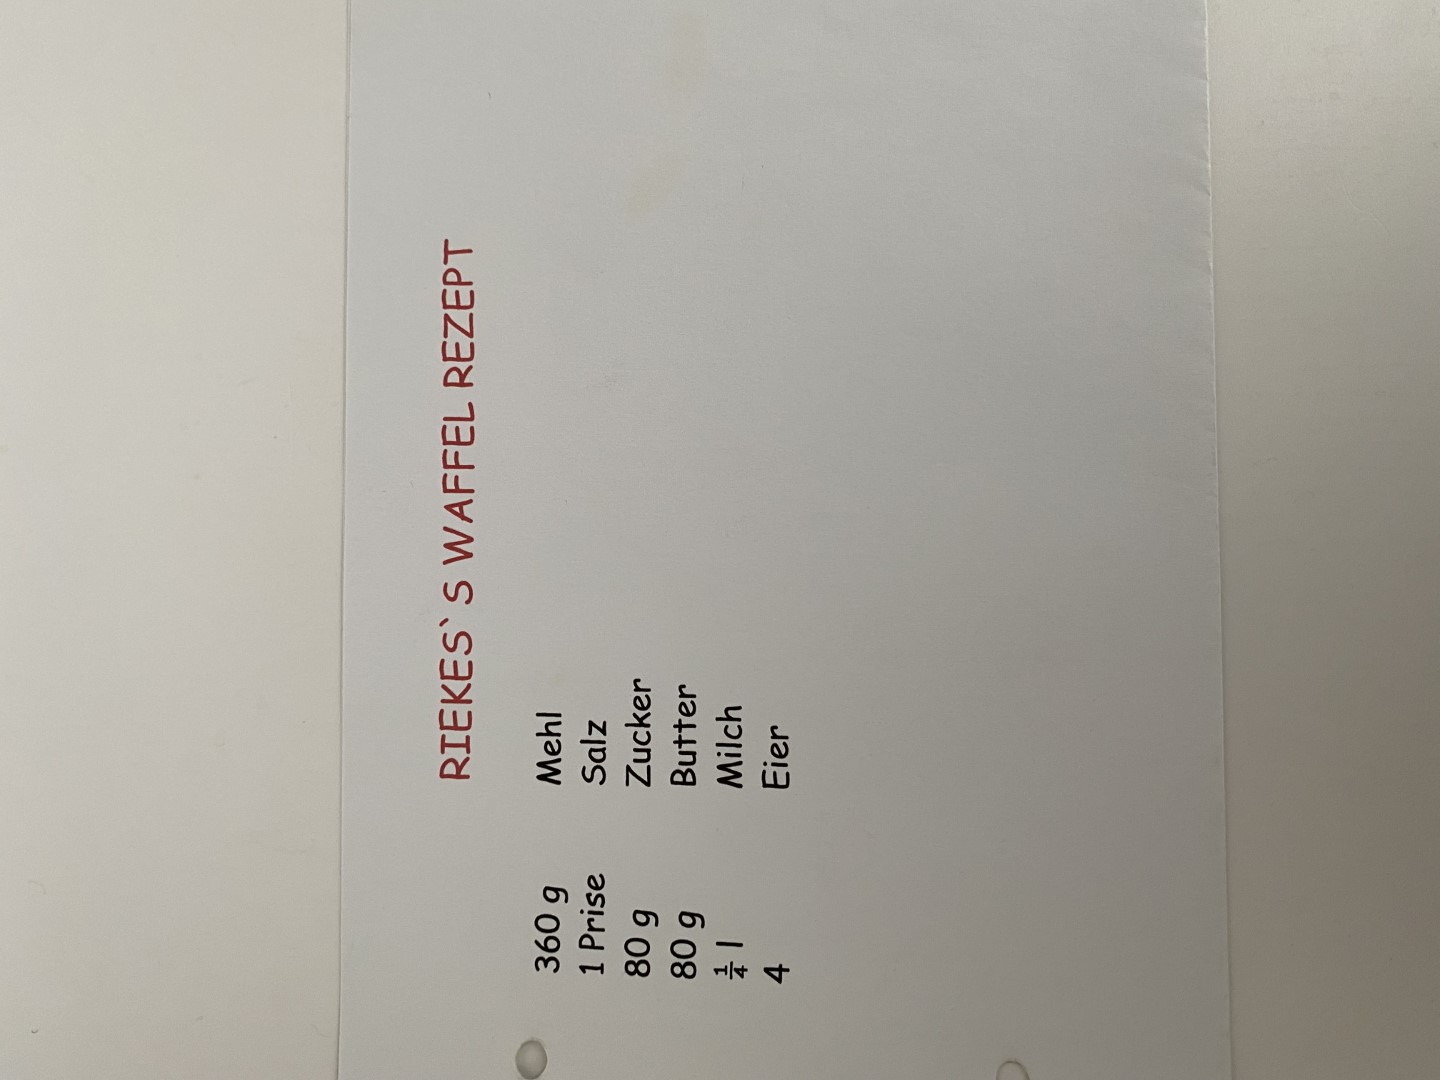 RIEKES` S WAFFEL REZEPT
360 g Mehl
1 Prise Salz
80 g Zucker
80 g Butter
¼ l Milch
4 Eier